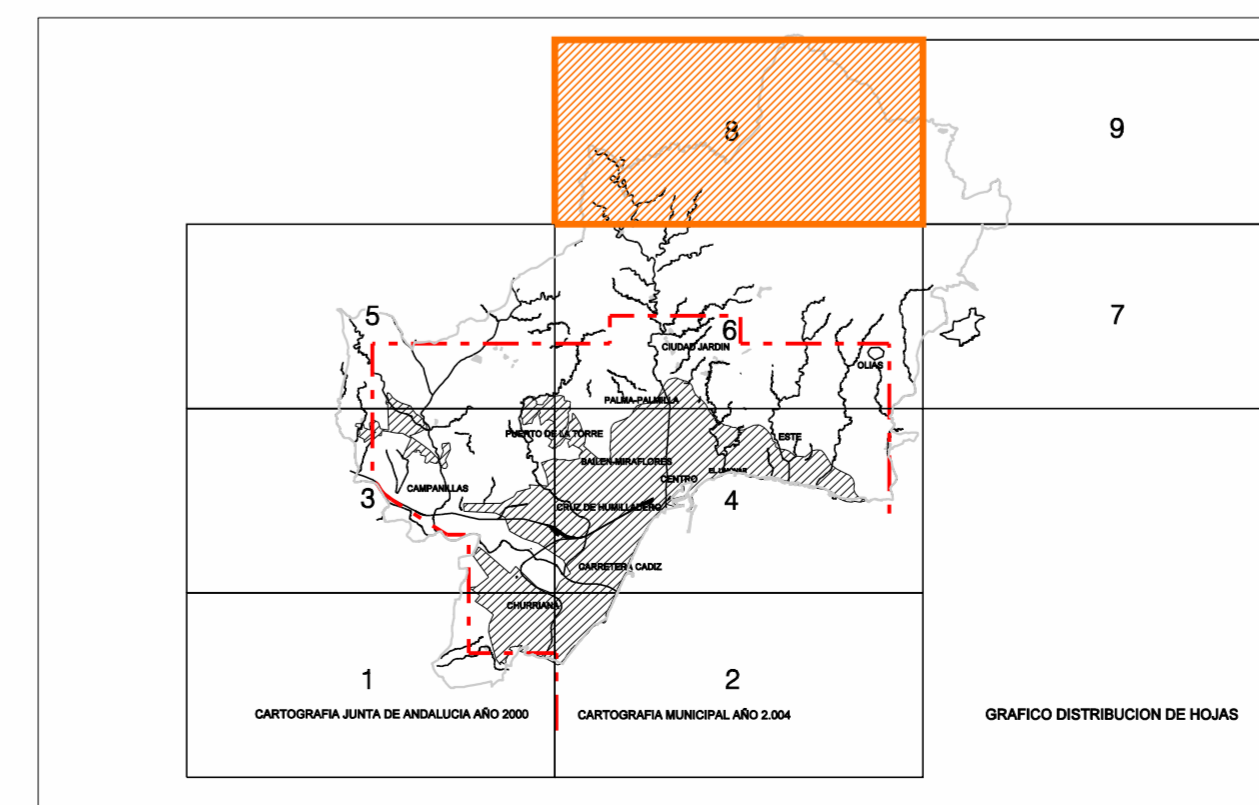 8
9
5
6
7
CIUDAD JARDIN
OLIAS
PALMA-PALMILLA
PUERTO DE LA TORRE
ESTE
BAILEN-MIRAFLORES
EL LIMONAR
CENTRO
CAMPANILLAS
3
4
CRUZ DE HUMILLADERO
CARRETERA CADIZ
CHURRIANA
1
2
CARTOGRAFIA JUNTA DE ANDALUCIA AÑO 2000
CARTOGRAFIA MUNICIPAL AÑO 2.004
GRAFICO DISTRIBUCION DE HOJAS